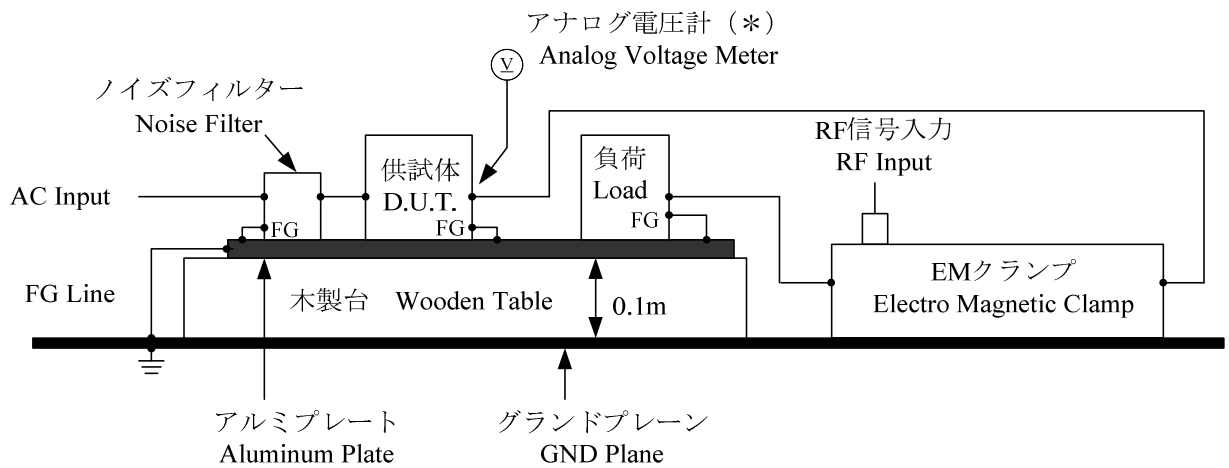 アナログ電圧計(*)
Analog Voltage Meter
V
ノイズフィルター
Noise Filter
RF信号入力
RF Input
供試体
D.U.T.
負荷
Load
AC Input
FG
FG
FG
EMクランプ
Electro Magnetic Clamp
FG Line
木製台 Wooden Table
0.1m
アルミプレート
Aluminum Plate
グランドプレーン
GND Plane